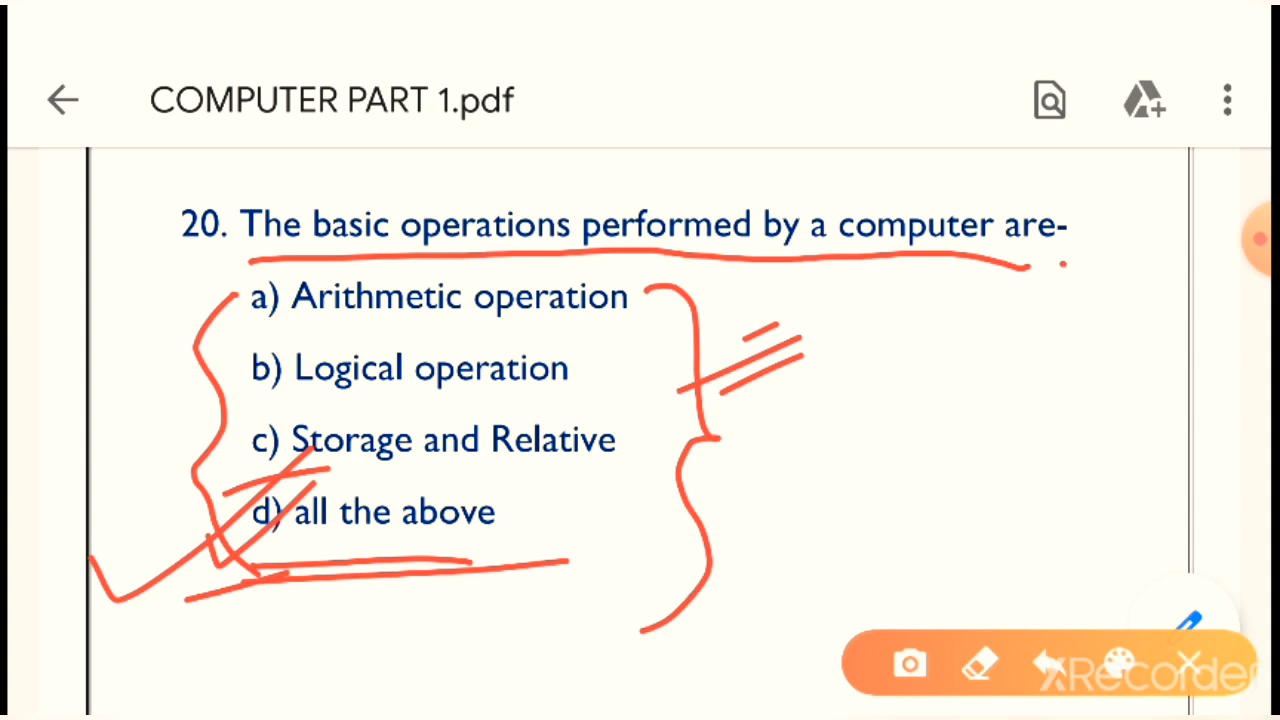 COMPUTER PART 1.pdf
20. The basic operations performed by a computer are-
a) Arithmetic operation
b) Logical operation
c) Storage and Relative
d) all the above
XRecorder